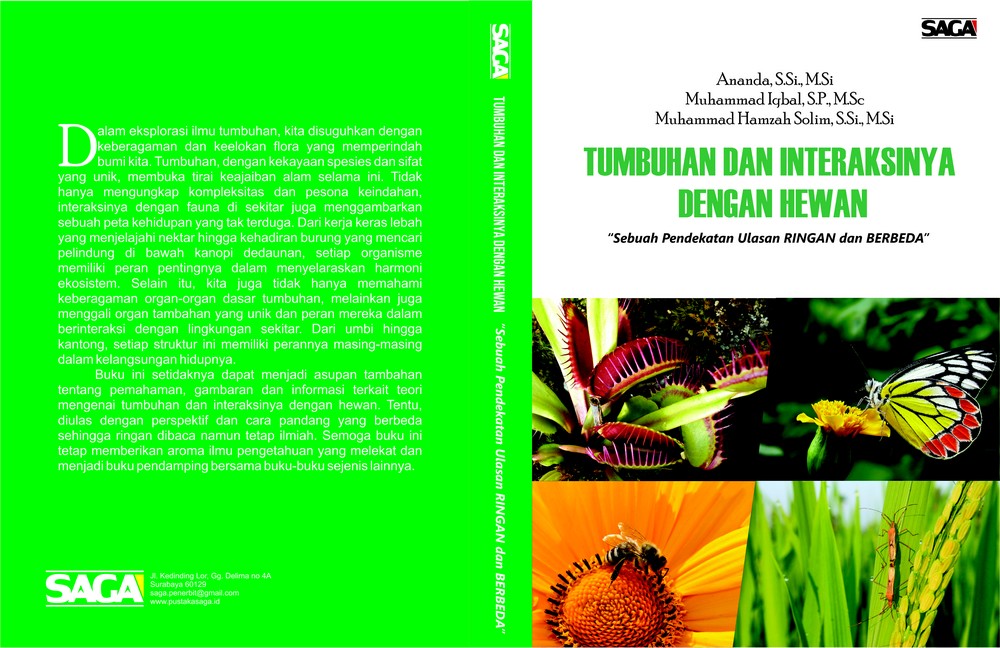 Dalam eksplorasi ilmu tumbuhan, kita disuguhkan dengan
keberagaman dan keelokan flora yang memperindah
bumi kita. Tumbuhan, dengan kekayaan spesies dan sifat
yang unik, membuka tirai keajaiban alam selama ini. Tidak
hanya mengungkap kompleksitas dan pesona keindahan,
interaksinya dengan fauna di sekitar juga menggambarkan
sebuah peta kehidupan yang tak terduga. Dari kerja keras lebah
yang menjelajahi nektar hingga kehadiran burung yang mencari
pelindung di bawah kanopi dedaunan, setiap organisme
memiliki peran pentingnya dalam menyelaraskan harmoni
ekosistem. Selain itu, kita juga tidak hanya memahami
keberagaman organ-organ dasar tumbuhan, melainkan juga
menggali organ tambahan yang unik dan peran mereka dalam
berinteraksi dengan lingkungan sekitar. Dari umbi hingga
kantong, setiap struktur ini memiliki perannya masing-masing
dalam kelangsungan hidupnya.
Buku ini setidaknya dapat menjadi asupan tambahan
tentang pemahaman, gambaran dan informasi terkait teori
mengenai tumbuhan dan interaksinya dengan hewan. Tentu,
diulas dengan perspektif dan cara pandang yang berbeda
sehingga ringan dibaca namun tetap ilmiah. Semoga buku ini
tetap memberikan aroma ilmu pengetahuan yang melekat dan
menjadi buku pendamping bersama buku-buku sejenis lainnya.
SAGA
Jl. Kedinding Lor, Gg. Delima no 4A
Surabaya 60129
saga.penerbit@gmail.com
www.pustakasaga.id
SAGA
TUMBUHAN DAN INTERAKSINYA DENGAN HEWAN
"Sebuah Pendekatan Ulasan RINGAN dan BERBEDA"
SAGA
Ananda, S.Si., M.Si
Muhammad Iqbal, S.P., M.Sc
Muhammad Hamzah Solim, S.Si., M.Si
TUMBUHAN DAN INTERAKSINYA
DENGAN HEWAN
"Sebuah Pendekatan Ulasan RINGAN dan BERBEDA"